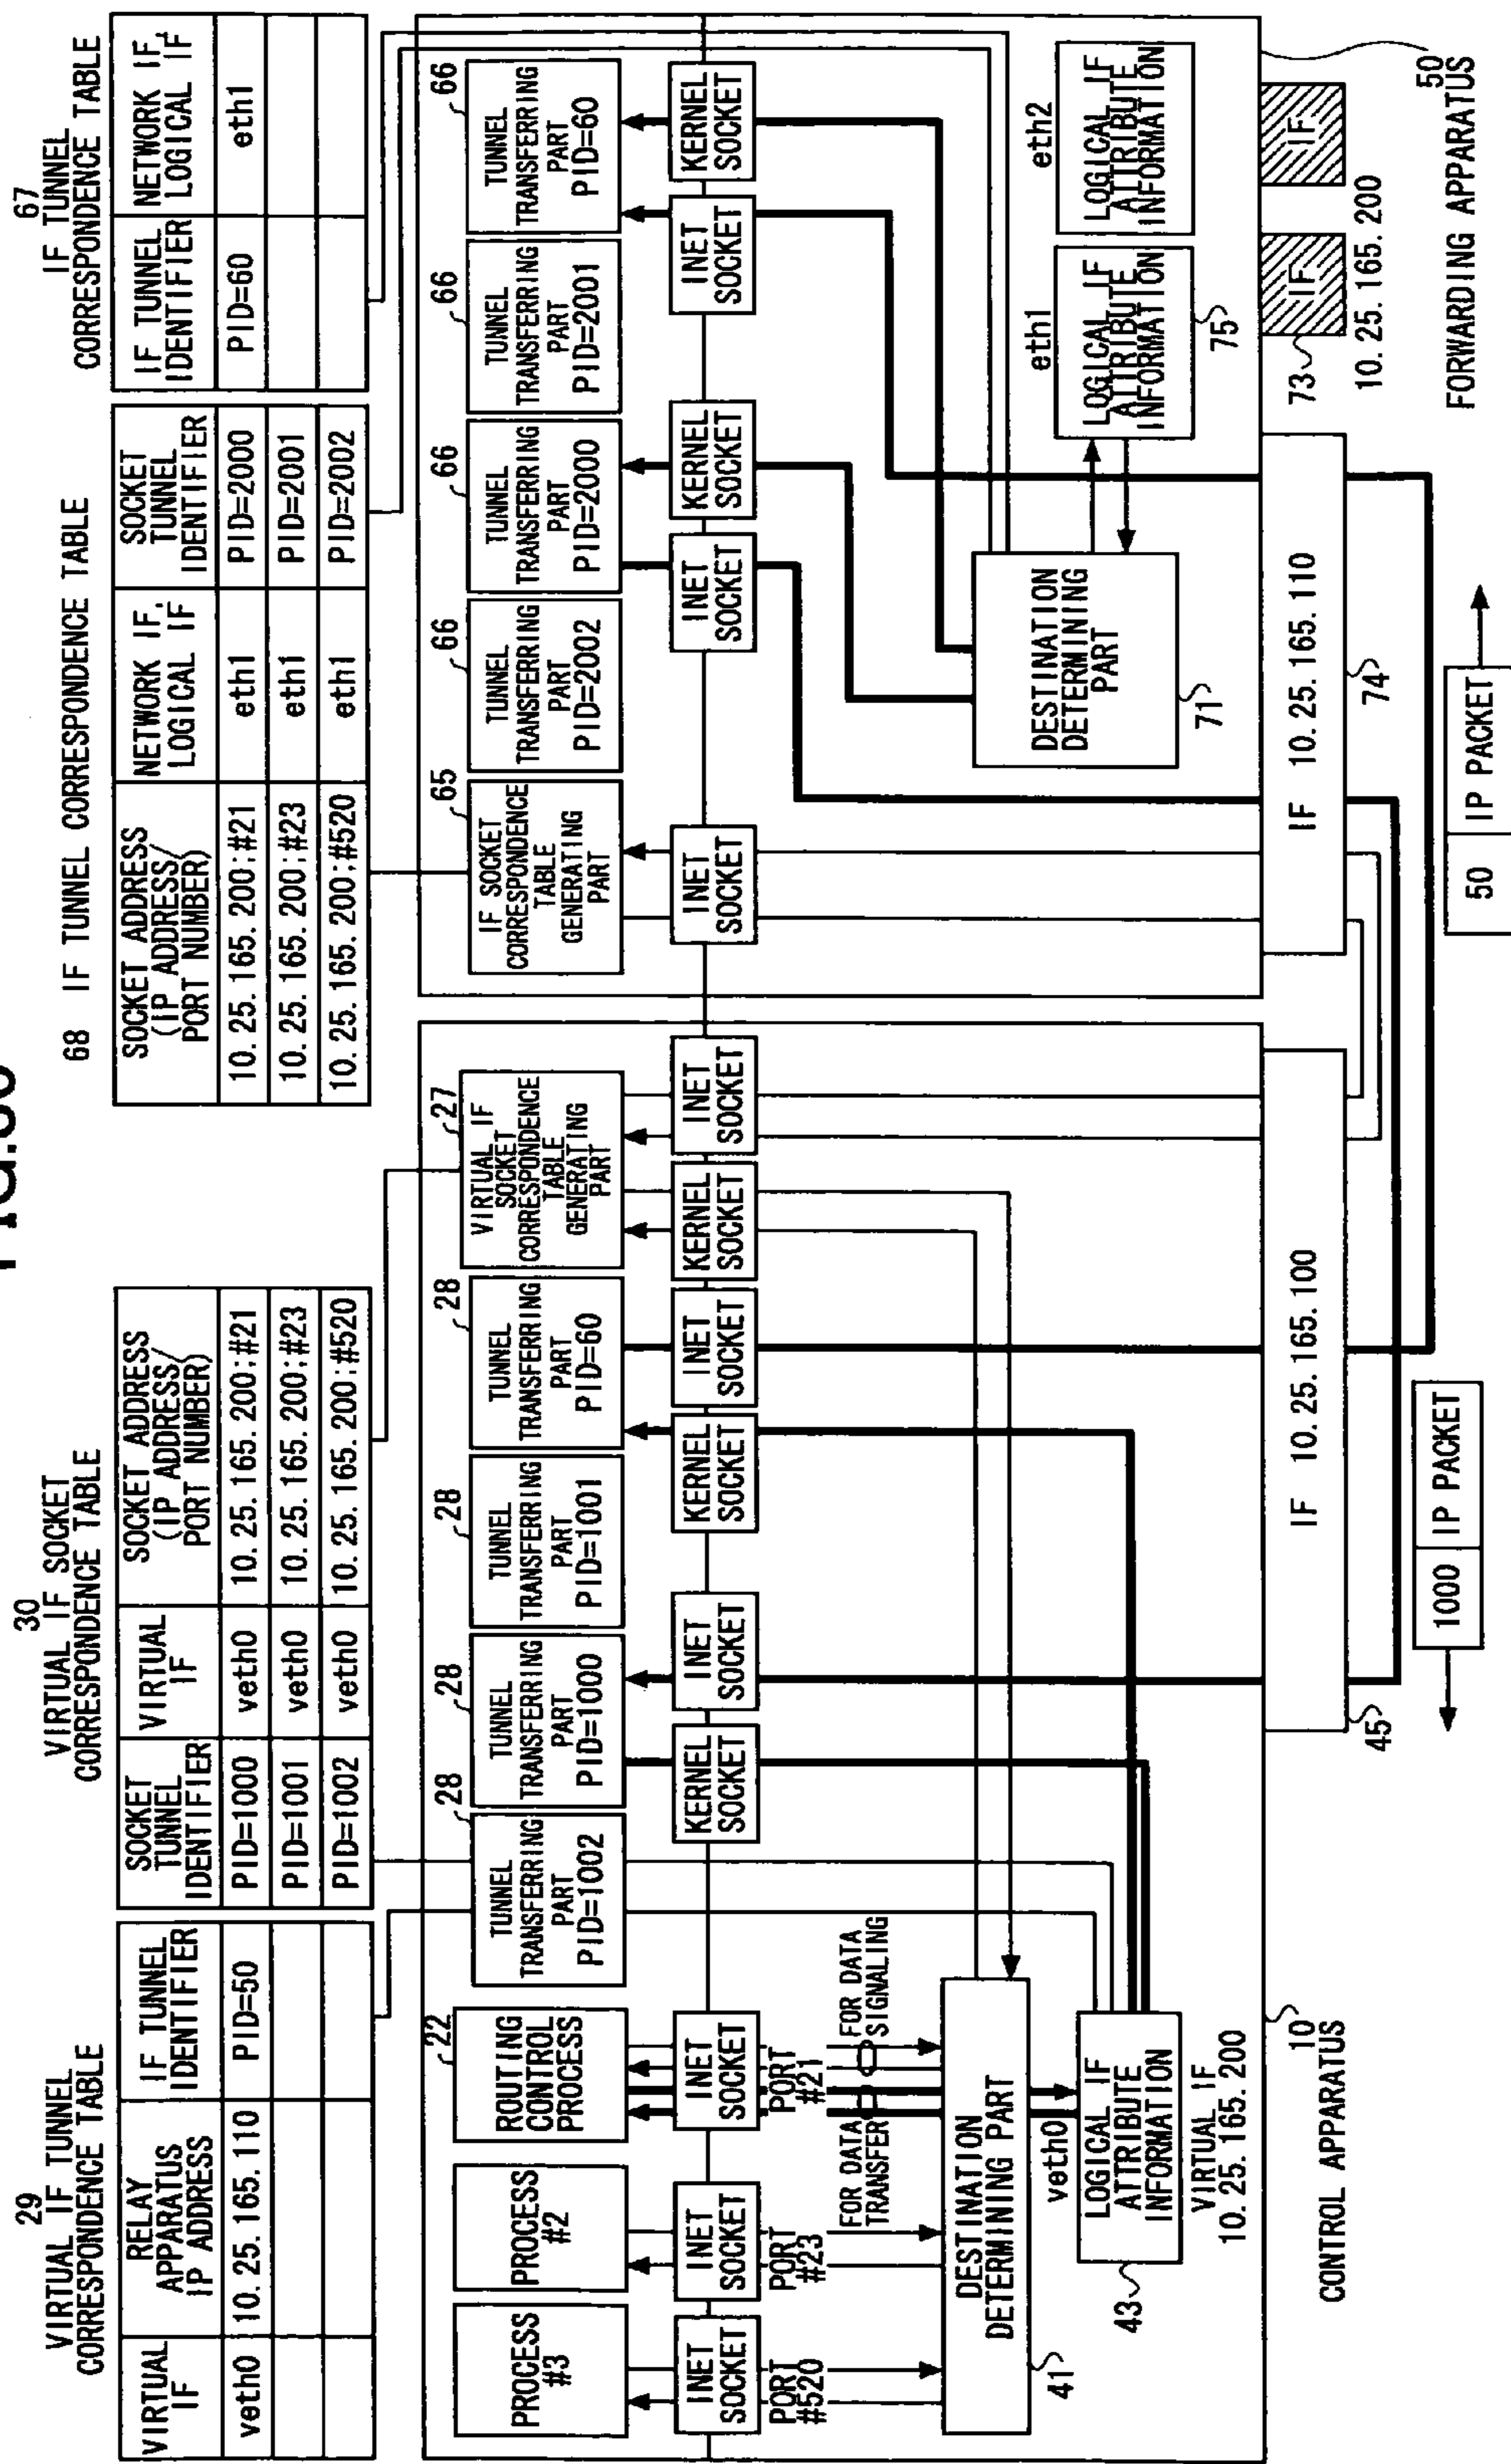 FIG.30
29
VIRTUAL IF TUNNEL
CORRESPONDENCE TABLE
VIRTUAL
IF
RELAY
APPARATUS
IP ADDRESS
IF TUNNEL
IDENTIFIER
veth0
10. 25. 165. 110
PID=50
30
VIRTUAL IF SOCKET
CORRESPONDENCE TABLE
SOCKET
TUNNEL
IDENTIFIER
VIRTUAL
IF
SOCKET ADDRESS
(IP ADDRESS/
PORT NUMBER)
PID=1000
veth0
10. 25. 165. 200:#21
PID=1001
veth0
10. 25. 165. 200:#23
PID=1002
veth0
10. 25. 165. 200:#520
68 IF TUNNEL CORRESPONDENCE TABLE
SOCKET ADDRESS
(IP ADDRESS/
PORT NUMBER)
NETWORK IF,
LOGICAL IF
SOCKET
TUNNEL
IDENTIFIER
10. 25. 165. 200:#21
eth1
PID=2000
10. 25. 165. 200:#23
eth1
PID=2001
10. 25. 165. 200:#520
eth1
PID=2002
67
IF TUNNEL
CORRESPONDENCE TABLE
IF TUNNEL
IDENTIFIER
NETWORK IF,
LOGICAL IF
PID=60
eth1
PROCESS
#3
PROCESS
#2
22
ROUTING
CONTROL
PROCESS
28
TUNNEL
TRANSFERRING
PART
PID=1002
28
TUNNEL
TRANSFERRING
PART
PID=1000
28
TUNNEL
TRANSFERRING
PART
PID=1001
28
TUNNEL
TRANSFERRING
PART
PID=60
27
VIRTUAL IF
SOCKET
CORRESPONDENCE
TABLE
GENERATING
PART
65
IF SOCKET
CORRESPONDENCE
TABLE
GENERATING
PART
66
TUNNEL
TRANSFERRING
PART
PID=2002
66
TUNNEL
TRANSFERRING
PART
PID=2000
66
TUNNEL
TRANSFERRING
PART
PID=2001
66
TUNNEL
TRANSFERRING
PART
PID=60
INET
SOCKET
INET
SOCKET
INET
SOCKET
KERNEL
SOCKET
INET
SOCKET
KERNEL
SOCKET
INET
SOCKET
KERNEL
SOCKET
INET
SOCKET
INET
SOCKET
INET
SOCKET
KERNEL
SOCKET
INET
SOCKET
KERNEL
SOCKET
PORT
#520
PORT
#23
PORT
#21
FOR DATA
TRANSFER
FOR DATA
SIGNALING
DESTINATION
DETERMINING PART
41
veth0
LOGICAL IF
ATTRIBUTE
INFORMATION
43
VIRTUAL IF
10. 25. 165. 200
10
CONTROL APPARATUS
IF 10. 25. 165. 100
45
1000
IP PACKET
DESTINATION
DETERMINING
PART
71
eth1
LOGICAL IF
ATTRIBUTE
INFORMATION
75
eth2
LOGICAL IF
ATTRIBUTE
INFORMATION
IF 10. 25. 165. 110
74
IF
73
10. 25. 165. 200
IF
50
FORWARDING APPARATUS
50
IP PACKET